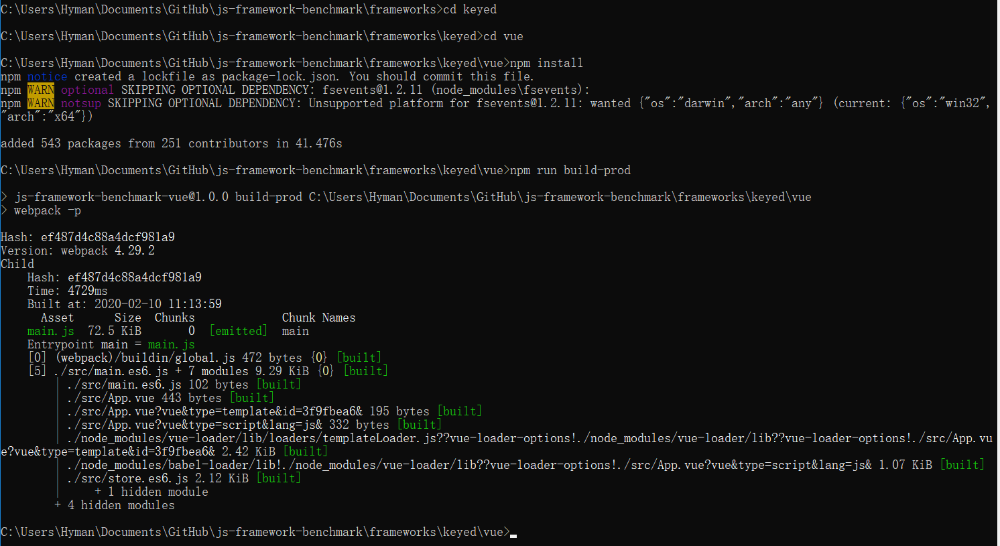 C:\Users\Hyman\Documents\GitHub\js-framework-benchmark\frameworks>cd keyed
C:\Users\Hyman\Documents\GitHub\js-framework-benchmark\frameworks\keyed>cd vue
C:\Users\Hyman\Documents\GitHub\js-framework-benchmark\frameworks\keyed\vue>npm install
npm notice created a lockfile as package-lock.json. You should commit this file.
npm WARN optional SKIPPING OPTIONAL DEPENDENCY: fsevents@1.2.11 (node_modules\fsevents):
npm WARN notsup SKIPPING OPTIONAL DEPENDENCY: Unsupported platform for fsevents@1.2.11: wanted {"os":"darwin","arch":"any"} (current: {"os":"win32",
"arch":"x64"})
added 543 packages from 251 contributors in 41.476s
C:\Users\Hyman\Documents\GitHub\js-framework-benchmark\frameworks\keyed\vue>npm run build-prod
> js-framework-benchmark-vue@1.0.0 build-prod C:\Users\Hyman\Documents\GitHub\js-framework-benchmark\frameworks\keyed\vue
> webpack -p
Hash: ef487d4c88a4dcf981a9
Version: webpack 4.29.2
Child
Hash: ef487d4c88a4dcf981a9
Time: 4729ms
Built at: 2020-02-10 11:13:59
Asset Size Chunks Chunk Names
main.js 72.5 KiB 0 [emitted] main
Entrypoint main = main.js
[0] (webpack)/buildin/global.js 472 bytes {0} [built]
[5] ./src/main.es6.js + 7 modules 9.29 KiB {0} [built]
| ./src/main.es6.js 102 bytes [built]
| ./src/App.vue 443 bytes [built]
| ./src/App.vue?vue&type=template&id=3f9fbea6& 195 bytes [built]
| ./src/App.vue?vue&type=script&lang=js& 332 bytes [built]
| ./node_modules/vue-loader/lib/loaders/templateLoader.js??vue-loader-options!./node_modules/vue-loader/lib??vue-loader-options!./src/App.vu
e?vue&type=template&id=3f9fbea6& 2.42 KiB [built]
| ./node_modules/babel-loader/lib!./node_modules/vue-loader/lib??vue-loader-options!./src/App.vue?vue&type=script&lang=js& 1.07 KiB [built]
| ./src/store.es6.js 2.12 KiB [built]
| + 1 hidden module
+ 4 hidden modules
C:\Users\Hyman\Documents\GitHub\js-framework-benchmark\frameworks\keyed\vue>